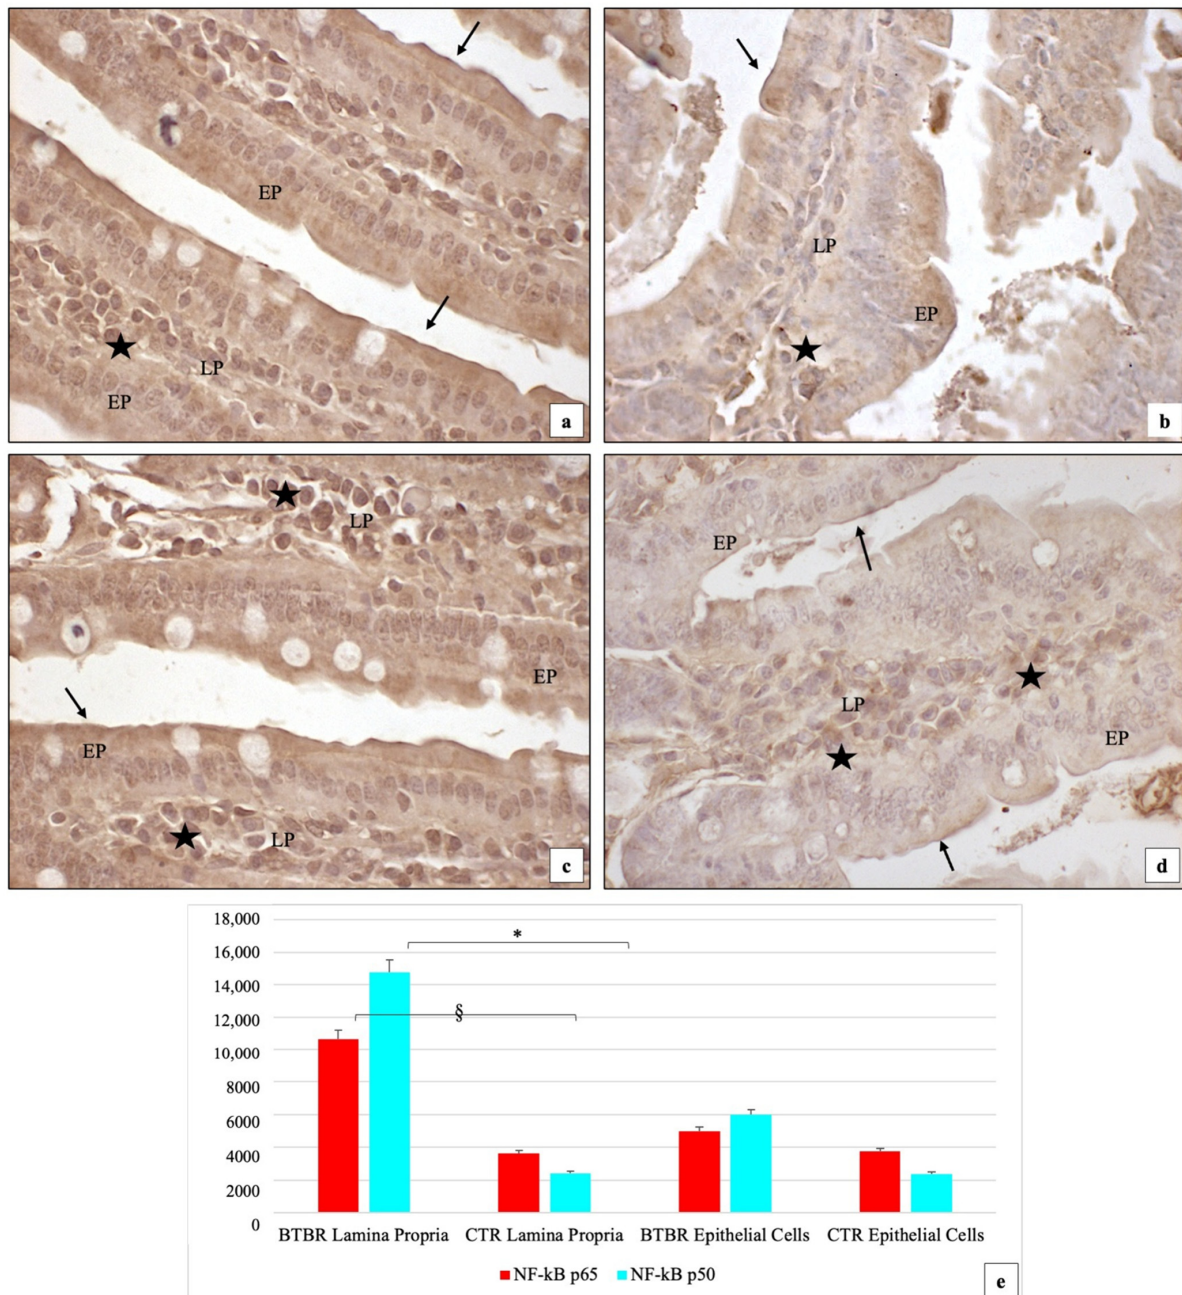 EP
LP
EP
a
LP
EP
b
LP
EP
EP
LP
c
EP
LP
EP
d
18,000
16,000
14,000
12,000
10,000
8000
6000
4000
2000
0
*
§
BTBR Lamina Propria CTR Lamina Propria BTBR Epithelial Cells CTR Epithelial Cells
NF-kB p65 NF-kB p50
e